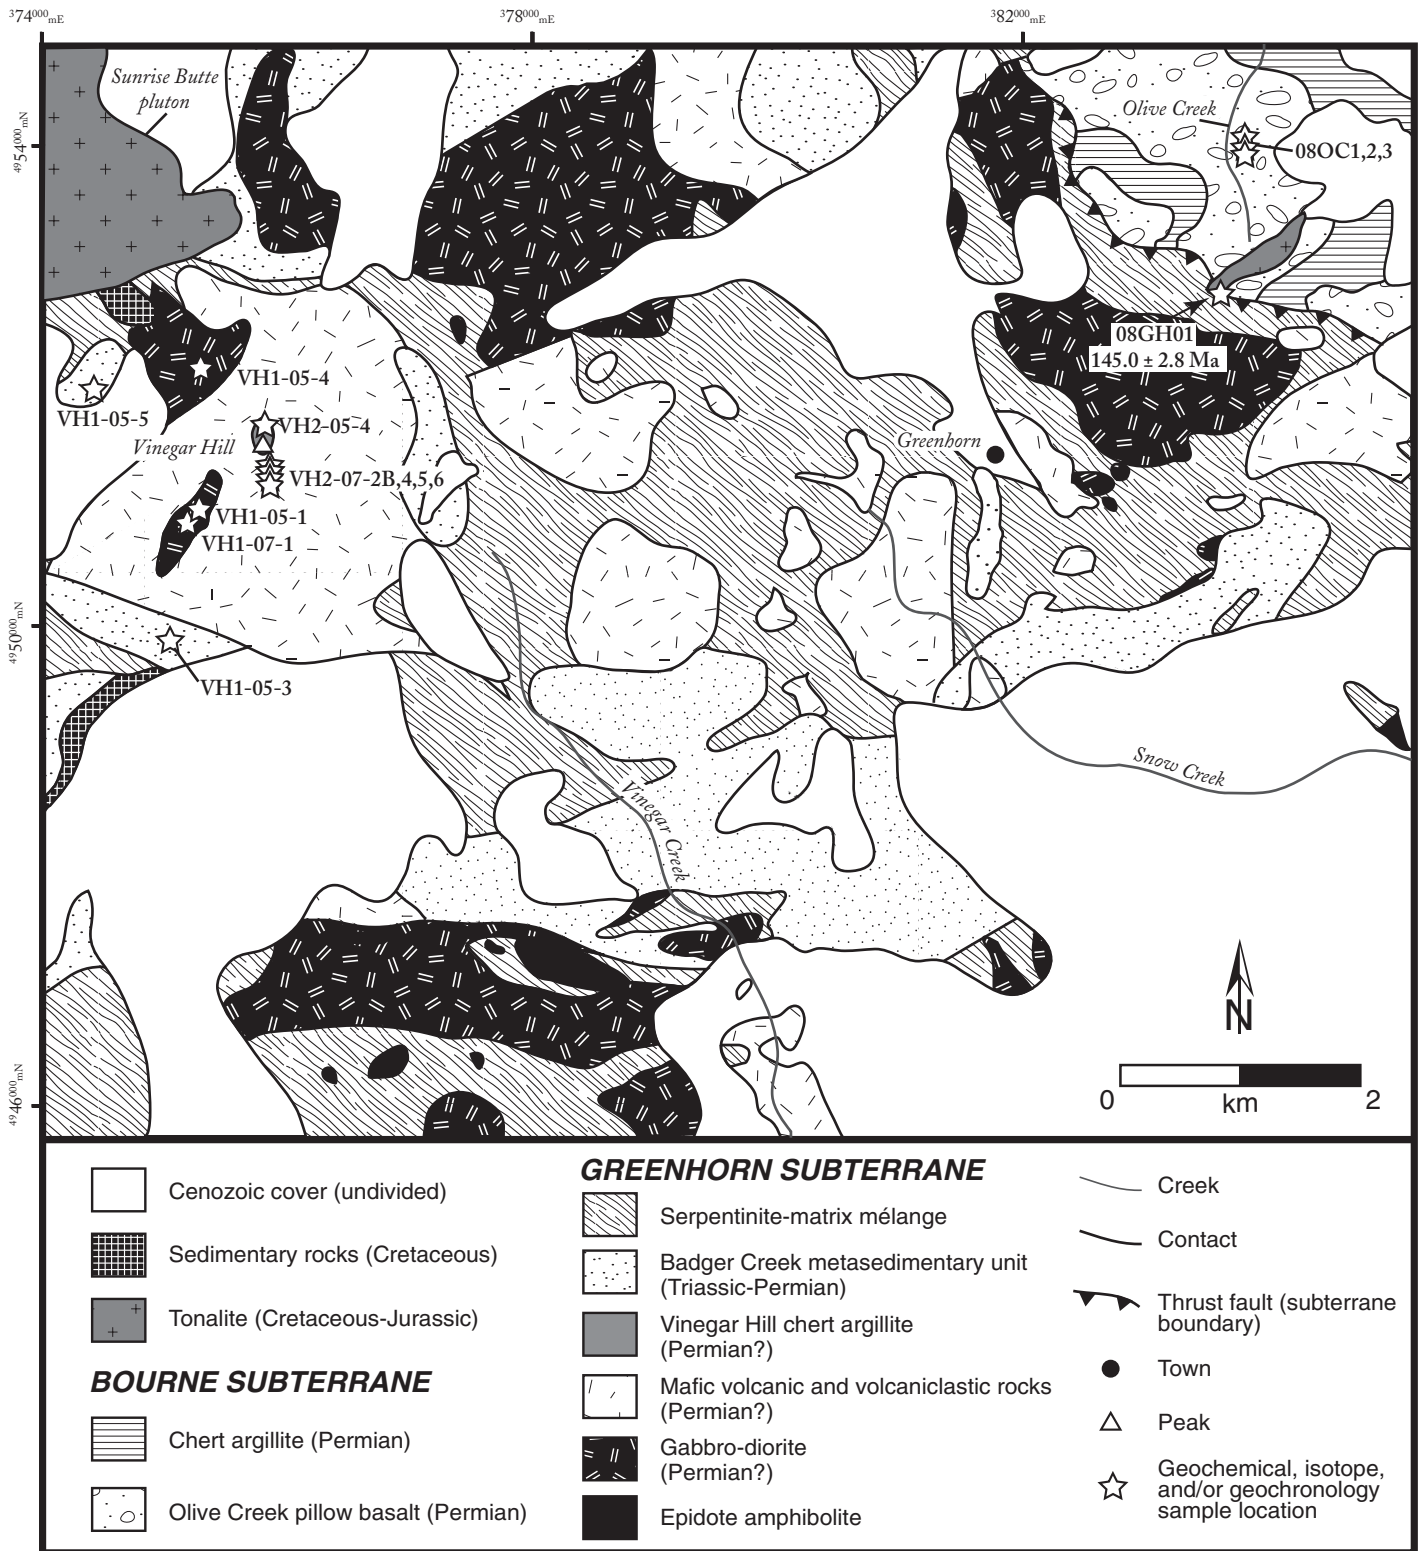 374000mE
378000mE
382000mE
4954000mN
4950000mN
4946000mN
Sunrise Butte
pluton
Olive Creek
08OC1,2,3
08GH01
145.0 ± 2.8 Ma
VH1-05-4
VH1-05-5
VH2-05-4
Vinegar Hill
VH2-07-2B,4,5,6
VH1-05-1
VH1-07-1
Greenhorn
VH1-05-3
Snow Creek
Vinegar Creek
N
0
km
2
Cenozoic cover (undivided)
Sedimentary rocks (Cretaceous)
Tonalite (Cretaceous-Jurassic)
BOURNE SUBTERRANE
Chert argillite (Permian)
Olive Creek pillow basalt (Permian)
GREENHORN SUBTERRANE
Serpentinite-matrix mélange
Badger Creek metasedimentary unit
(Triassic-Permian)
Vinegar Hill chert argillite
(Permian?)
Mafic volcanic and volcaniclastic rocks
(Permian?)
Gabbro-diorite
(Permian?)
Epidote amphibolite
Creek
Contact
Thrust fault (subterrane
boundary)
Town
Peak
Geochemical, isotope,
and/or geochronology
sample location